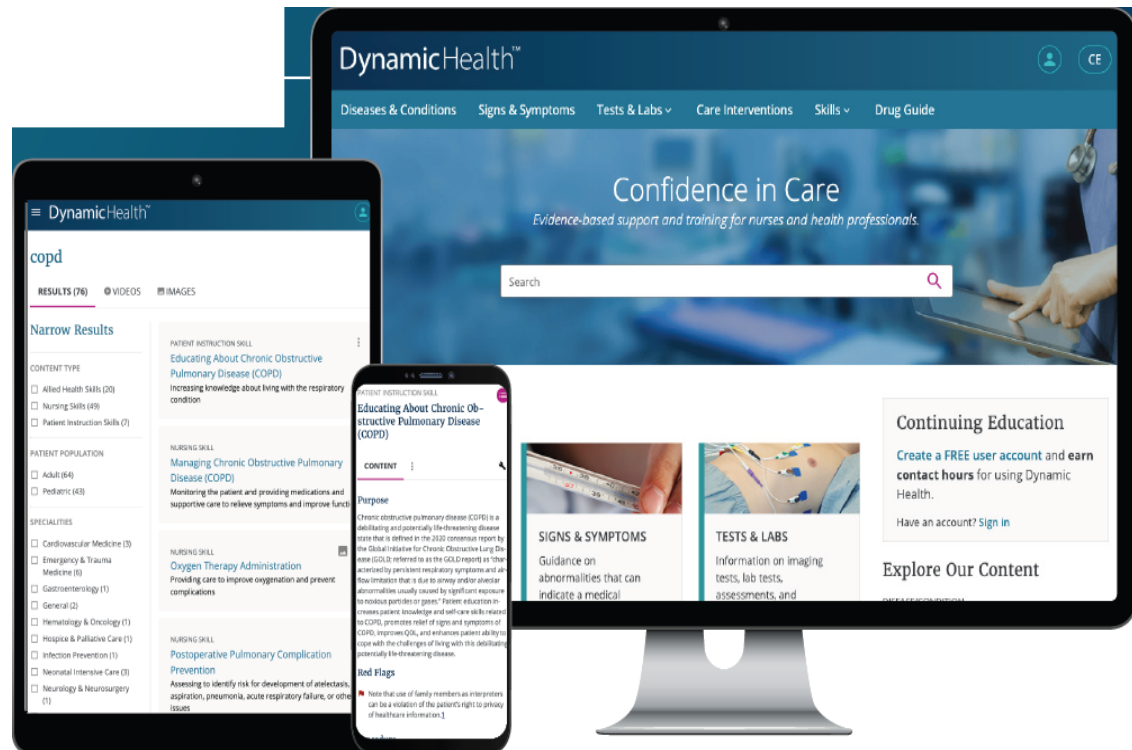 DynamicHealth™
CE
Diseases & Conditions Signs & Symptoms Tests & Labs Care Interventions Skills Drug Guide
Confidence in Care
Evidence-based support and training for nurses and health professionals.
Search
SIGNS & SYMPTOMS
Guidance on
abnormalities that can
indicate a medical
TESTS & LABS
Information on imaging
tests, lab tests,
assessments, and
Continuing Education
Create a FREE user account and earn
contact hours for using Dynamic
Health.
Have an account? Sign in
Explore Our Content
DISEASE/CONDITION
DynamicHealth™
copd
RESULTS (76) VIDEOS IMAGES
Narrow Results
CONTENT TYPE
Allied Health Skills (20)
Nursing Skills (49)
Patient Instruction Skills (7)
PATIENT POPULATION
Adult (64)
Pediatric (43)
SPECIALITIES
Cardiovascular Medicine (3)
Emergency & Trauma
Medicine (6)
Gastroenterology (1)
General (2)
Hematology & Oncology (1)
Hospice & Palliative Care (1)
Infection Prevention (1)
Neonatal Intensive Care (3)
Neurology & Neurosurgery
(1)
PATIENT INSTRUCTION SKILL
Educating About Chronic Obstructive
Pulmonary Disease (COPD)
Increasing knowledge about living with the respiratory
condition
NURSING SKILL
Managing Chronic Obstructive Pulmonary
Disease (COPD)
Monitoring the patient and providing medications and
supportive care to relieve symptoms and improve functi
NURSING SKILL
Oxygen Therapy Administration
Providing care to improve oxygenation and prevent
complications
NURSING SKILL
Postoperative Pulmonary Complication
Prevention
Assessing to identify risk for development of atelectasis,
aspiration, pneumonia, acute respiratory failure, or othe
issues
PATIENT INSTRUCTION SKILL
Educating About Chronic Ob-
structive Pulmonary Disease
(COPD)
CONTENT
Purpose
Chronic obstructive pulmonary disease (COPD) is a
debilitating and potentially life-threatening disease
state that is defined in the 2020 consensus report by
the Global Initiative for Chronic Obstructive Lung Dis-
ease (GOLD; referred to as the GOLD report) as "char-
acterized by persistent respiratory symptoms and air-
flow limitation that is due to airway and/or alveolar
abnormalities usually caused by significant exposure
to noxious particles or gases." Patient education in-
creases patient knowledge and self-care skills related
to COPD, promotes relief of signs and symptoms of
COPD, improves QOL, and enhances patient ability to
cope with the challenges of living with this debilitating
potentially life-threatening disease.
Red Flags
Note that use of family members as interpreters
can be a violation of the patient's right to privacy
of healthcare information.1